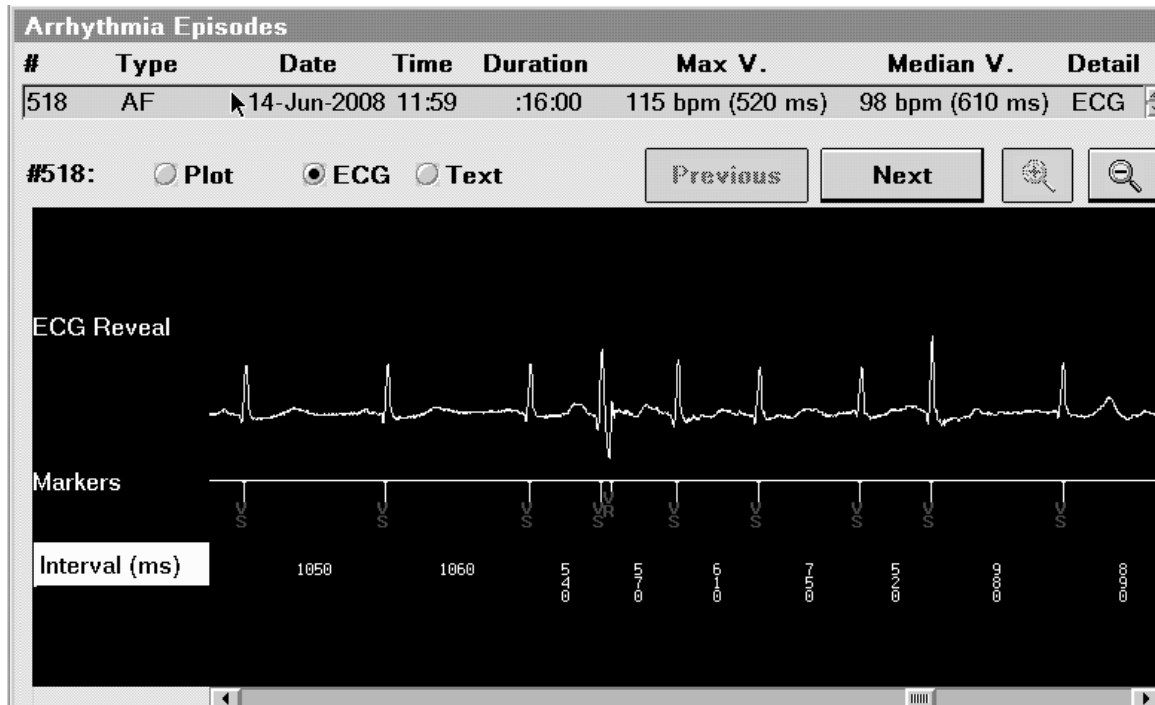 Arrhythmia Episodes
# Type Date Time Duration Max V. Median V. Detail
518 AF 14-Jun-2008 11:59 :16:00 115 bpm (520 ms) 98 bpm (610 ms) ECG
#518: Plot ECG Text Previous Next
ECG Reveal
Markers
VS VS VS VS VR VS VS VS VS VS
Interval (ms) 1050 1060 540 570 610 750 520 980 890